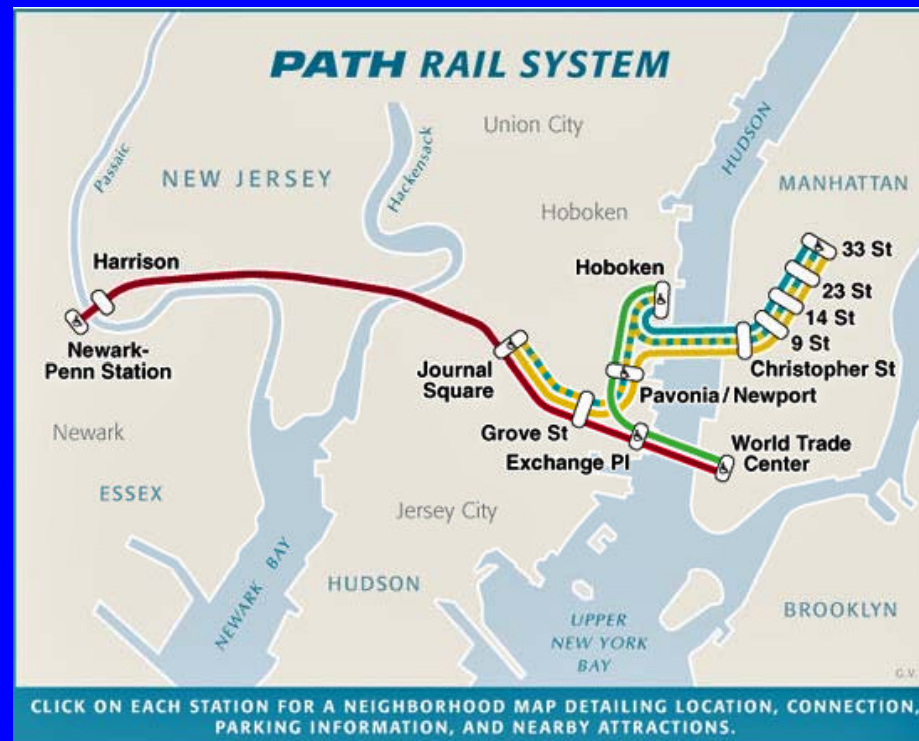 PATH RAIL SYSTEM
Union City
HUDSON
Passaic
NEW JERSEY
Hackensack
MANHATTAN
Hoboken
33 St
Harrison
Hoboken
23 St
14 St
9 St
Newark-
Penn Station
Journal
Square
Christopher St
Pavonia/Newport
Newark
Grove St
World Trade
Center
Exchange Pl
ESSEX
Jersey City
NEWARK BAY
HUDSON
UPPER
NEW YORK
BAY
BROOKLYN
G.V.
CLICK ON EACH STATION FOR A NEIGHBORHOOD MAP DETAILING LOCATION, CONNECTION,
PARKING INFORMATION, AND NEARBY ATTRACTIONS.